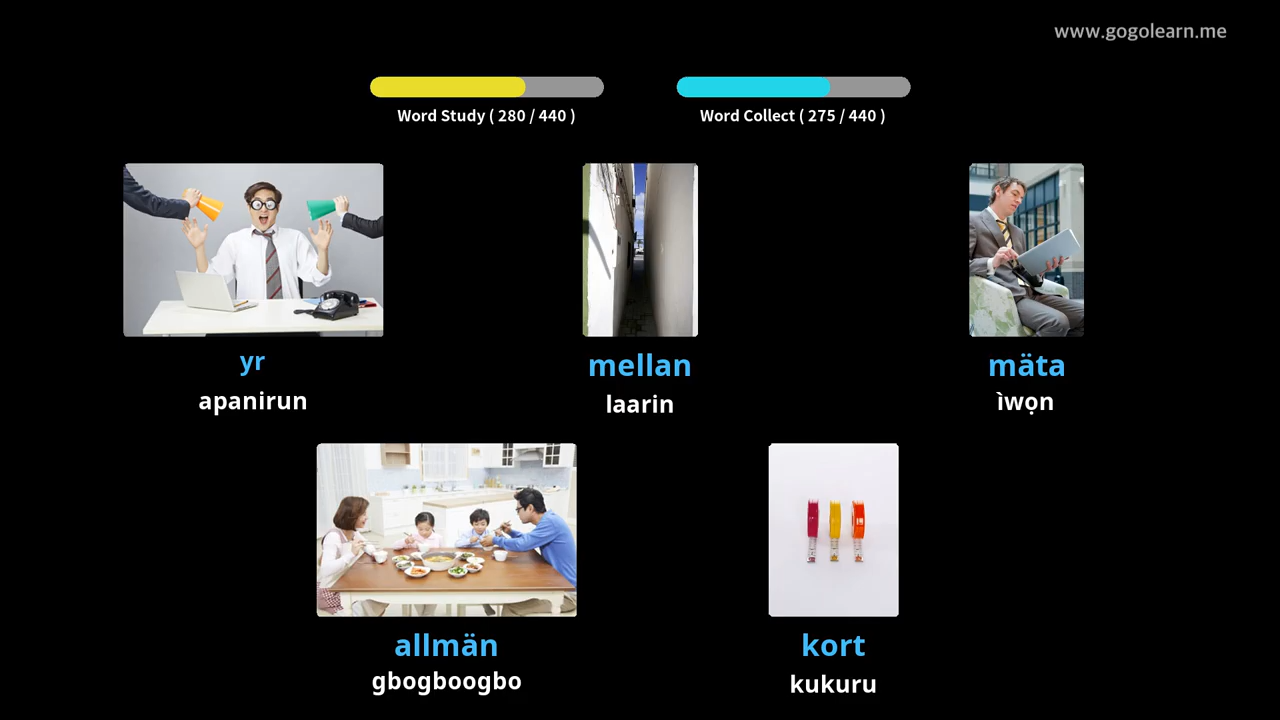 www.gogolearn.me
Word Study ( 280 / 440 )
Word Collect ( 275 / 440 )
yr
apanirun
mellan
laarin
mäta
ìwọn
allmän
gbogboogbo
kort
kukuru